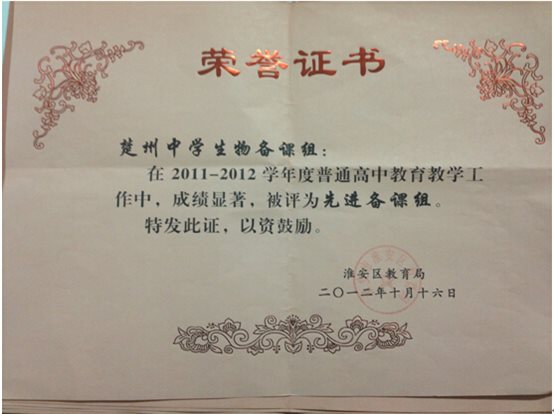 荣誉证书
楚州中学生物备课组：
在 2011-2012 学年度普通高中教育教学工
作中，成绩显著，被评为先进备课组。
特发此证，以资鼓励。
淮安区教育局
二〇一二年十月十六日